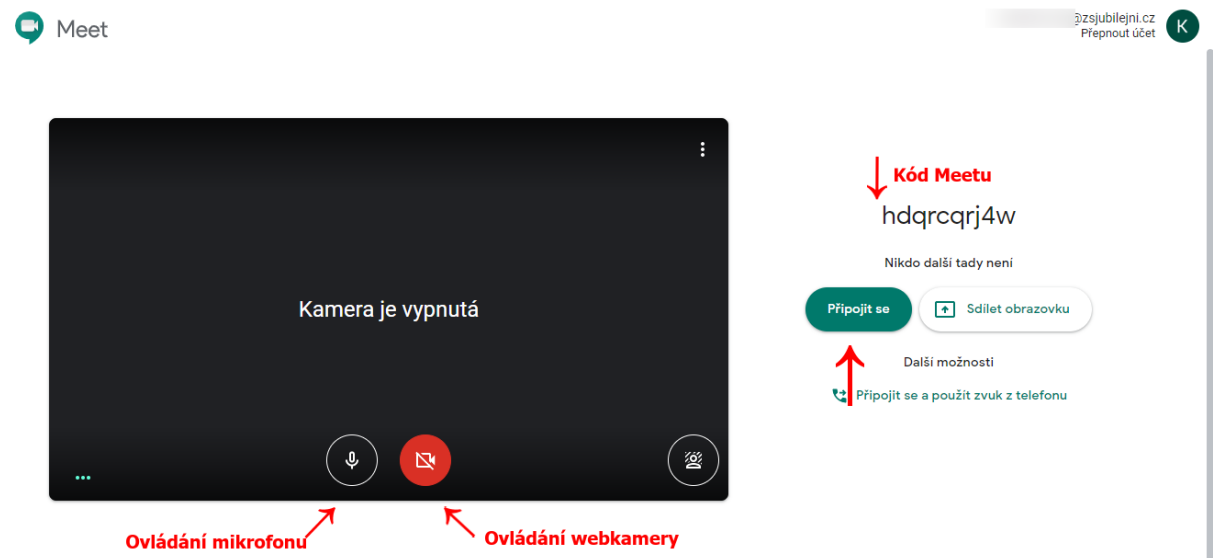 Meet
@zsjubilejni.cz
Přepnout účet
K
Kód Meetu
hdqrcqrj4w
Nikdo další tady není
Kamera je vypnutá
Připojit se
Sdílet obrazovku
Další možnosti
Připojit se a použít zvuk z telefonu
Ovládání mikrofonu
Ovládání webkamery